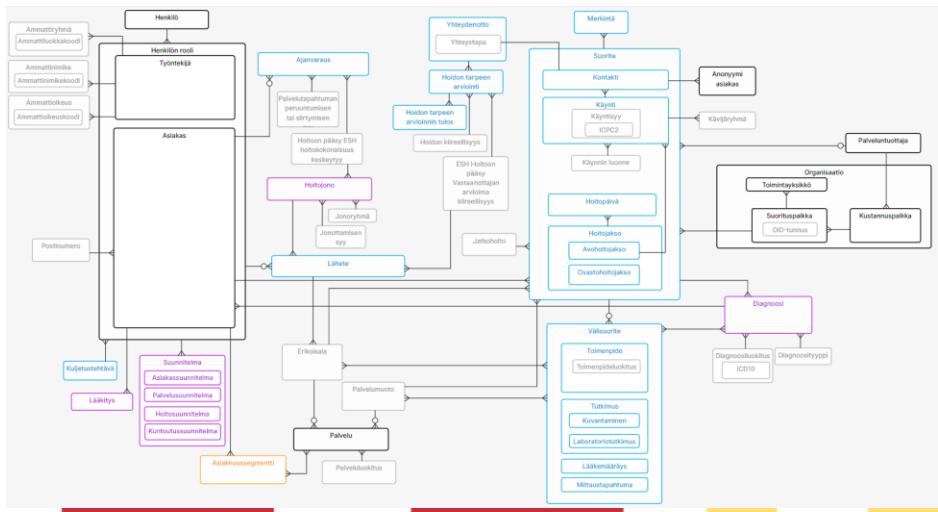 Henkilö
Ammattiryhmä
Ammattiluokkakoodi
Ammattinimike
Ammattinimikekoodi
Ammattioikeus
Ammattioikeuskoodi
Henkilön rooli
Työntekijä
Asiakas
Postinumero
Kuljetustehtävä
Lääkitys
Suunnitelma
Asiakassuunnitelma
Palvelusuunnitelma
Hoitosuunnitelma
Kuntoutussuunnitelma
Asiakkuussegmentti
Ajanvaraus
Palvelutapahtuman
peruuntumisen
tai siirtymisen
Hoitoon pääsy ESH
hoitokokonaisuus
keskeytyy
Hoitojono
Jonoryhmä
Jonottamisen
syy
Lähete
Erikoisala
Palvelumuoto
Palvelu
Palveluluokitus
Yhteydenotto
Yhteystapa
Hoidon tarpeen
arviointi
Hoidon tarpeen
arvioinnin tulos
Hoidon kiireellisyys
ESH Hoitoon
pääsy
Vastaanottajan
arvioima
kiireellisyys
Jatkohoito
Merkintä
Suorite
Kontakti
Käynti
Käyntisyy
ICPC2
Käynnin luonne
Hoitopäivä
Hoitojakso
Avohoitojakso
Osastohoitojakso
Anonyymi
asiakas
Kävijäryhmä
Palveluntuottaja
Organisaatio
Toimintayksikkö
Suorituspaikka
OID-tunnus
Kustannuspaikka
Diagnoosi
Diagnoosiluokitus
ICD10
Diagnoosityyppi
Välisuorite
Toimenpide
Toimenpideluokitus
Tutkimus
Kuvantaminen
Laboratoriotutkimus
Lääkemääräys
Mittaustapahtuma